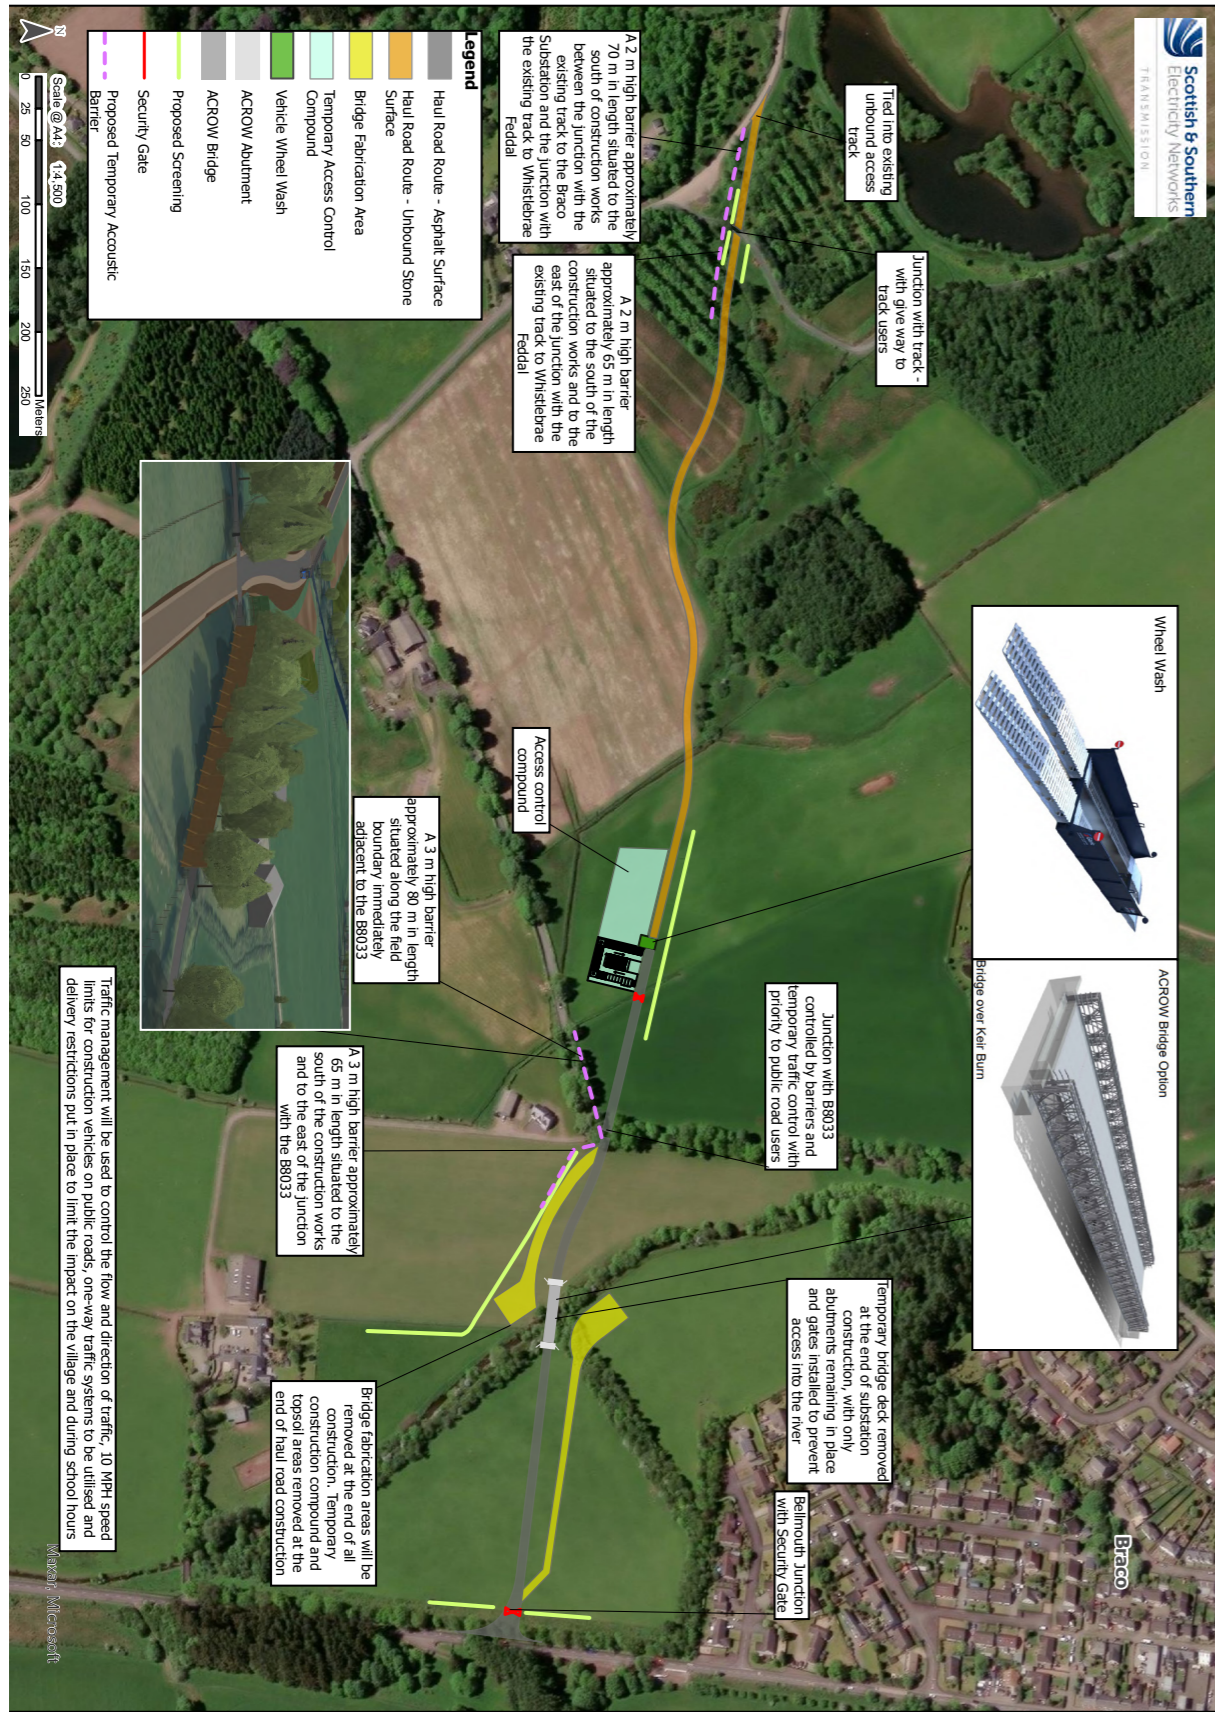 Scottish & Southern
Electricity Networks
TRANSMISSION
Tied into existing
unbound access
track
Junction with track -
with give way to
track users
A 2 m high barrier approximately
70 m in length situated to the
south of construction works
between the junction with the
existing track to the Braco
Substation and the junction with
the existing track to Whistlebrae
Feddal
A 2 m high barrier
approximately 65 m in length
situated to the south of the
construction works and to the
east of the junction with the
existing track to Whistlebrae
Feddal
Wheel Wash
ACROW Bridge Option
Bridge over Keir Burn
Access control
compound
Junction with B8033
controlled by barriers and
temporary traffic control with
priority to public road users
Temporary bridge deck removed
at the end of substation
construction, with only
abutments remaining in place
and gates installed to prevent
access into the river
Bellmouth Junction
with Security Gate
Braco
A 3 m high barrier
approximately 80 m in length
situated along the field
boundary immediately
adjacent to the B8033
A 3 m high barrier approximately
65 m in length situated to the
south of the construction works
and to the east of the junction
with the B8033
Bridge fabrication areas will be
removed at the end of all
construction. Temporary
construction compound and
topsoil areas removed at the
end of haul road construction
Traffic management will be used to control the flow and direction of traffic, 10 MPH speed
limits for construction vehicles on public roads, one-way traffic systems to be utilised and
delivery restrictions put in place to limit the impact on the village and during school hours
Legend
Haul Road Route - Asphalt Surface
Haul Road Route - Unbound Stone
Surface
Bridge Fabrication Area
Temporary Access Control
Compound
Vehicle Wheel Wash
ACROW Abutment
ACROW Bridge
Proposed Screening
Security Gate
Proposed Temporary Acoustic
Barrier
N
Scale @ A4: 1:4,500
0 25 50 100 150 200 250
Meters
Maxar, Microsoft